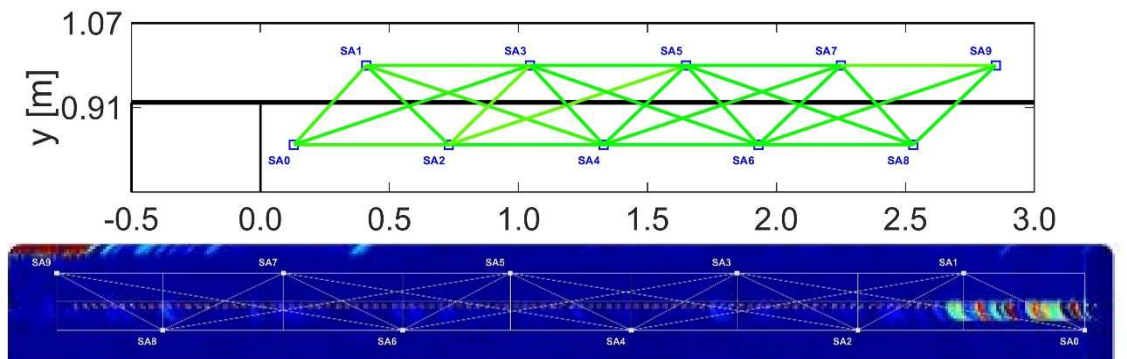 1.07
SA1 SA3 SA5 SA7 SA9
y [m]
0.91
SA0 SA2 SA4 SA6 SA8
-0.5 0.0 0.5 1.0 1.5 2.0 2.5 3.0
SA9 SA7 SA5 SA3 SA1
SA8 SA6 SA4 SA2 SA0